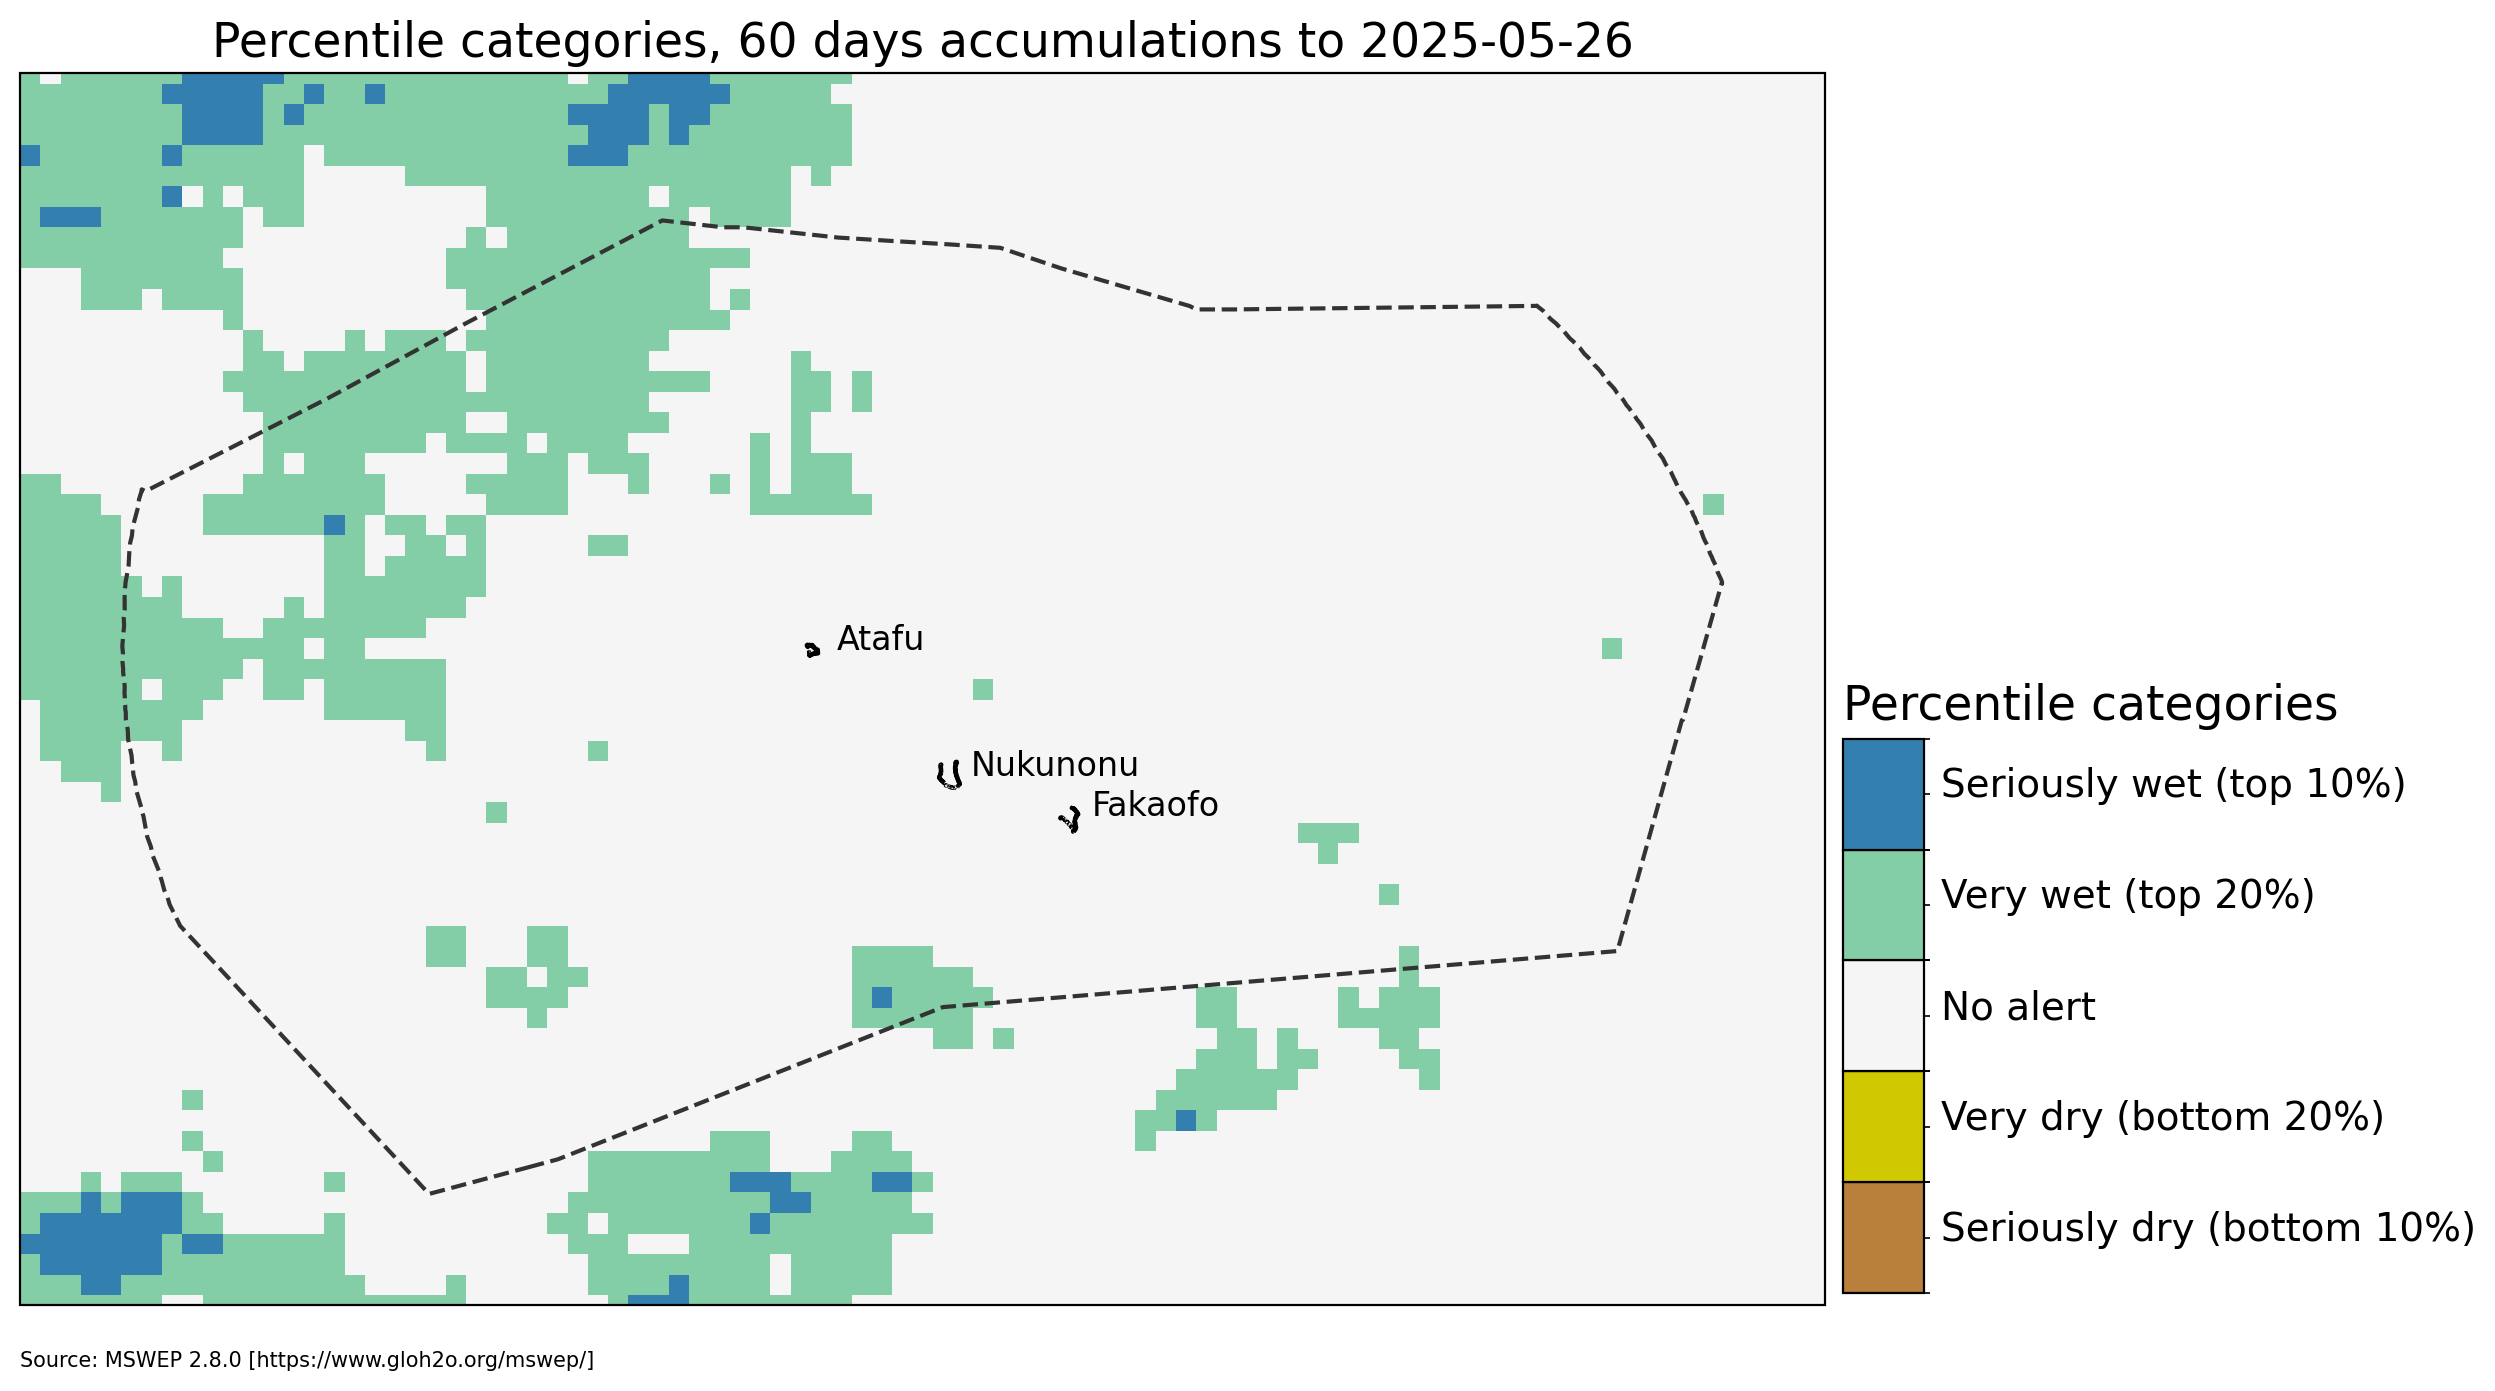 Percentile categories, 60 days accumulations to 2025-05-26
Atafu
Nukunonu
Fakaofo
Percentile categories
Seriously wet (top 10%)
Very wet (top 20%)
No alert
Very dry (bottom 20%)
Seriously dry (bottom 10%)
Source: MSWEP 2.8.0 [https://www.gloh2o.org/mswep/]